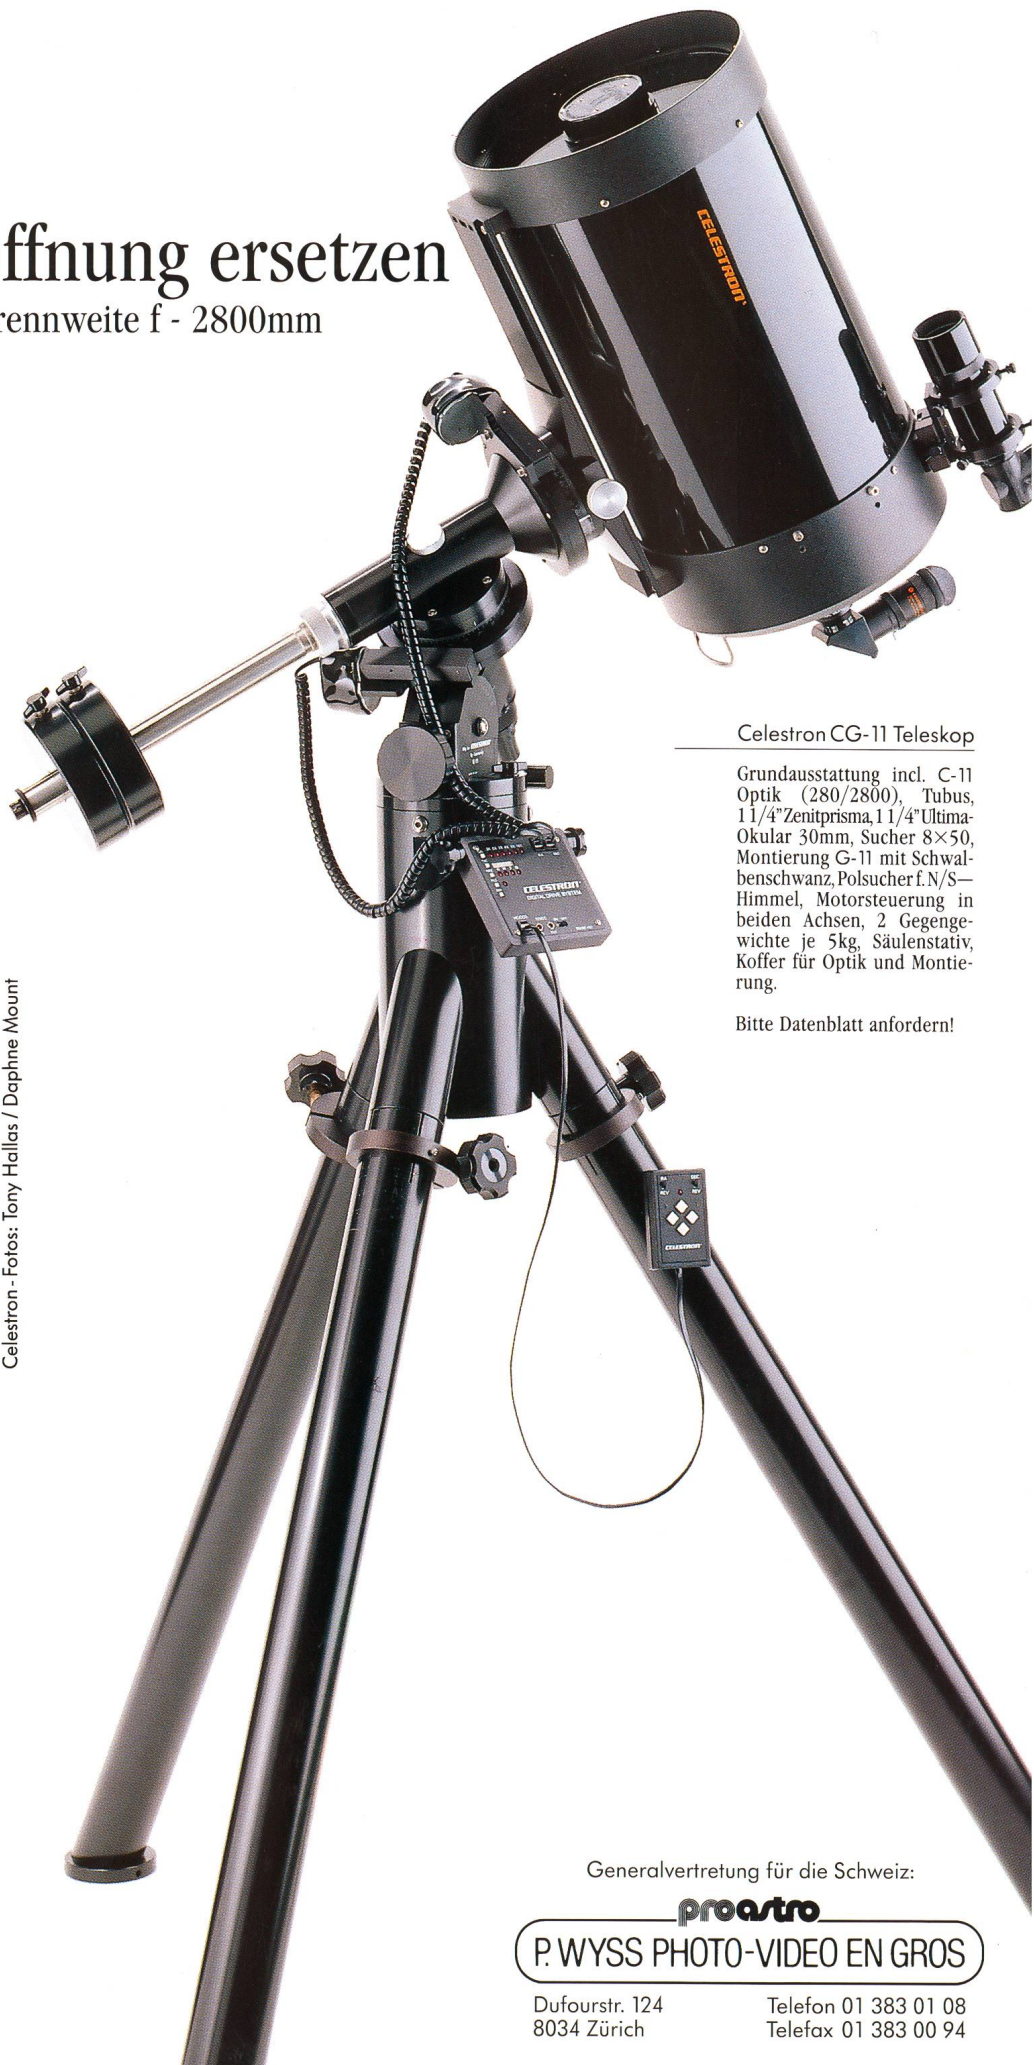 ffnung ersetzen
rennweite f - 2800mm
CELESTRON
Celestron CG-11 Teleskop
Grundausstattung incl. C-11
Optik (280/2800), Tubus,
1 1/4" Zenitprisma, 1 1/4" Ultima-
Okular 30mm, Sucher 8×50,
Montierung G-11 mit Schwal-
benschwanz, Polsucher f. N/S—
Himmel, Motorsteuerung in
beiden Achsen, 2 Gegenge-
wichte je 5kg, Säulenstativ,
Koffer für Optik und Montie-
rung.
Bitte Datenblatt anfordern!
CELESTRON
DIGITAL DRIVE SYSTEM
Celestron - Fotos: Tony Hallas / Daphne Mount
RA DEC
REV REV
CELESTRON
Generalvertretung für die Schweiz:
proastro
P. WYSS PHOTO-VIDEO EN GROS
Dufourstr. 124 Telefon 01 383 01 08
8034 Zürich Telefax 01 383 00 94